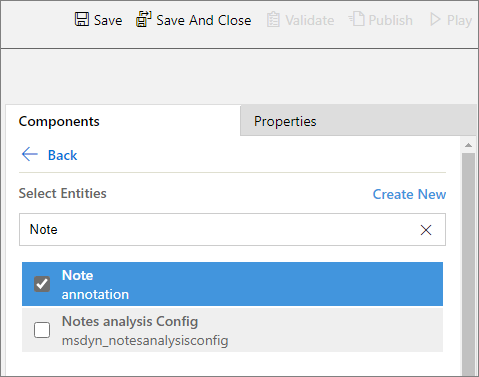 Save Save And Close Validate Publish Play
Components Properties
Back
Select Entities Create New
Note
Note
annotation
Notes analysis Config
msdyn_notesanalysisconfig